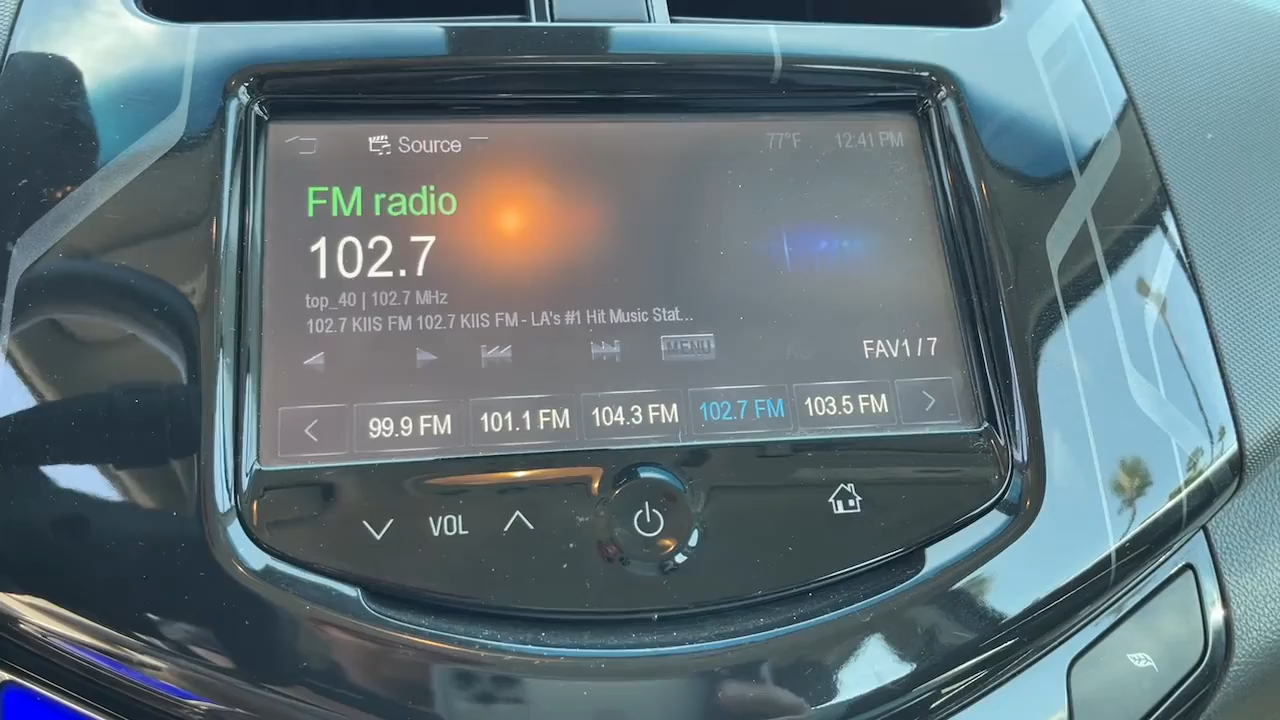 Source 77°F 12:41 PM
FM radio
102.7
top_40 | 102.7 MHz
102.7 KIIS FM 102.7 KIIS FM - LA's #1 Hit Music Stat...
MENU FAV1 / 7
99.9 FM 101.1 FM 104.3 FM 102.7 FM 103.5 FM
VOL